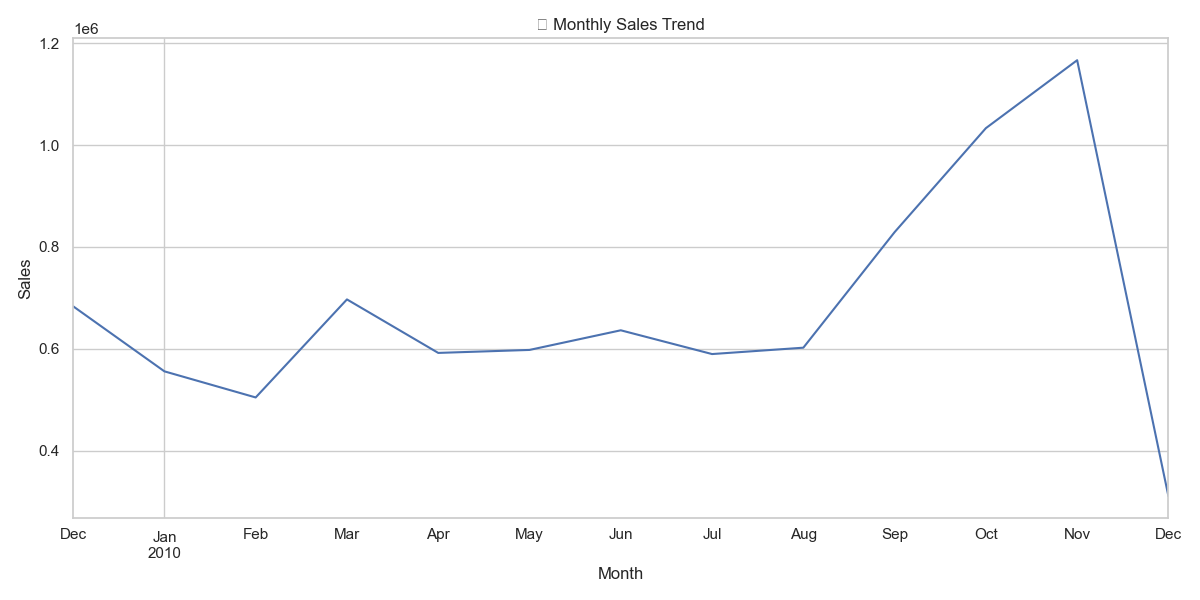 ▯ Monthly Sales Trend
1e6
1.2
1.0
0.8
0.6
0.4
Sales
Dec Jan Feb Mar Apr May Jun Jul Aug Sep Oct Nov Dec
2010
Month